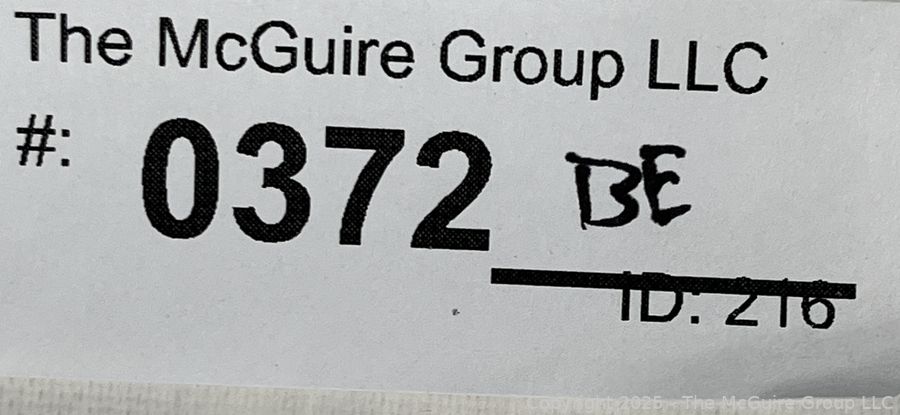 The McGuire Group LLC
#: 0372 BE
ID: 216
Copyright 2025 - The McGuire Group LLC